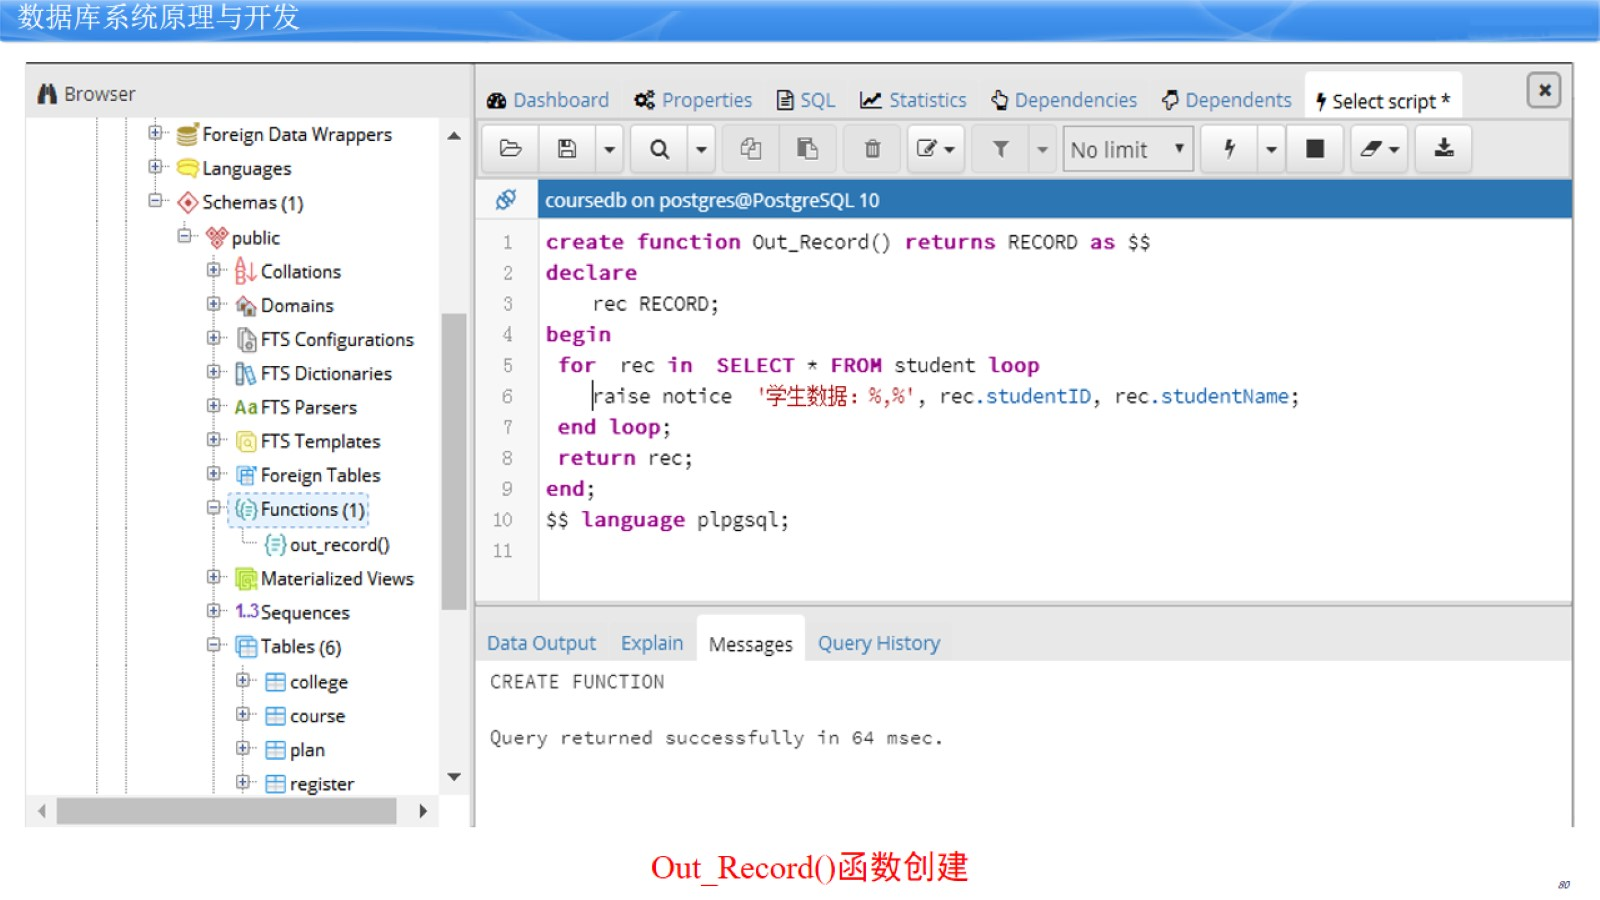 数据库系统原理与开发
Browser
Foreign Data Wrappers
Languages
Schemas (1)
public
Collations
Domains
FTS Configurations
FTS Dictionaries
Aa FTS Parsers
FTS Templates
Foreign Tables
Functions (1)
out_record()
Materialized Views
1..3 Sequences
Tables (6)
college
course
plan
register
Dashboard Properties SQL Statistics Dependencies Dependents Select script *
No limit
coursedb on postgres@PostgreSQL 10
1 create function Out_Record() returns RECORD as $$
2 declare
3 rec RECORD;
4 begin
5 for rec in SELECT * FROM student loop
6 raise notice '学生数据：%,%', rec.studentID, rec.studentName;
7 end loop;
8 return rec;
9 end;
10 $$ language plpgsql;
11
Data Output Explain Messages Query History
CREATE FUNCTION
Query returned successfully in 64 msec.
Out_Record()函数创建
80